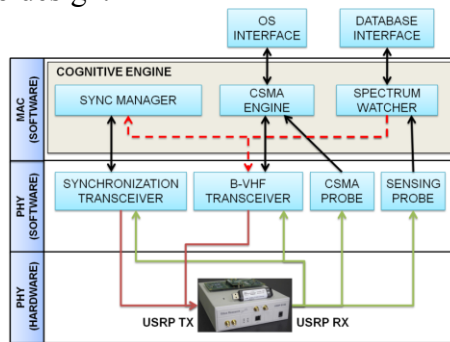 OS
INTERFACE
DATABASE
INTERFACE
COGNITIVE ENGINE
MAC
(SOFTWARE)
SYNC MANAGER
CSMA
ENGINE
SPECTRUM
WATCHER
PHY
(SOFTWARE)
SYNCHRONIZATION
TRANSCEIVER
B-VHF
TRANSCEIVER
CSMA
PROBE
SENSING
PROBE
PHY
(HARDWARE)
USRP TX
USRP RX